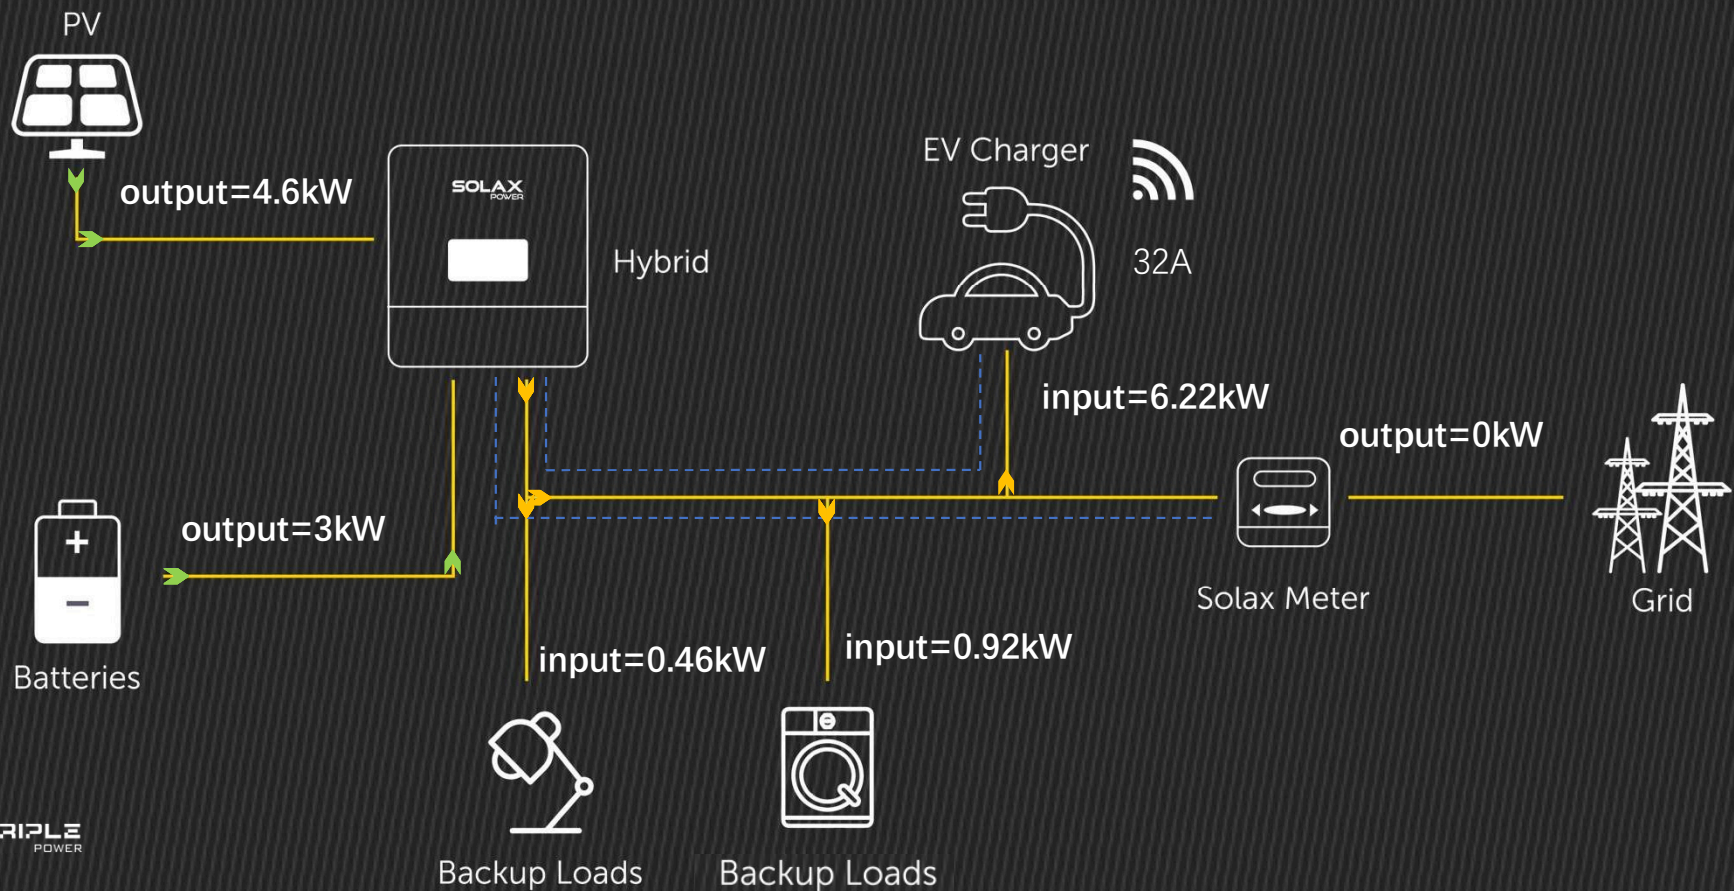 PV
output=4.6kW
SOLAX
POWER
Hybrid
EV Charger
32A
input=6.22kW
output=0kW
output=3kW
Solax Meter
Grid
Batteries
input=0.46kW
input=0.92kW
RIPLE
POWER
Backup Loads
Backup Loads